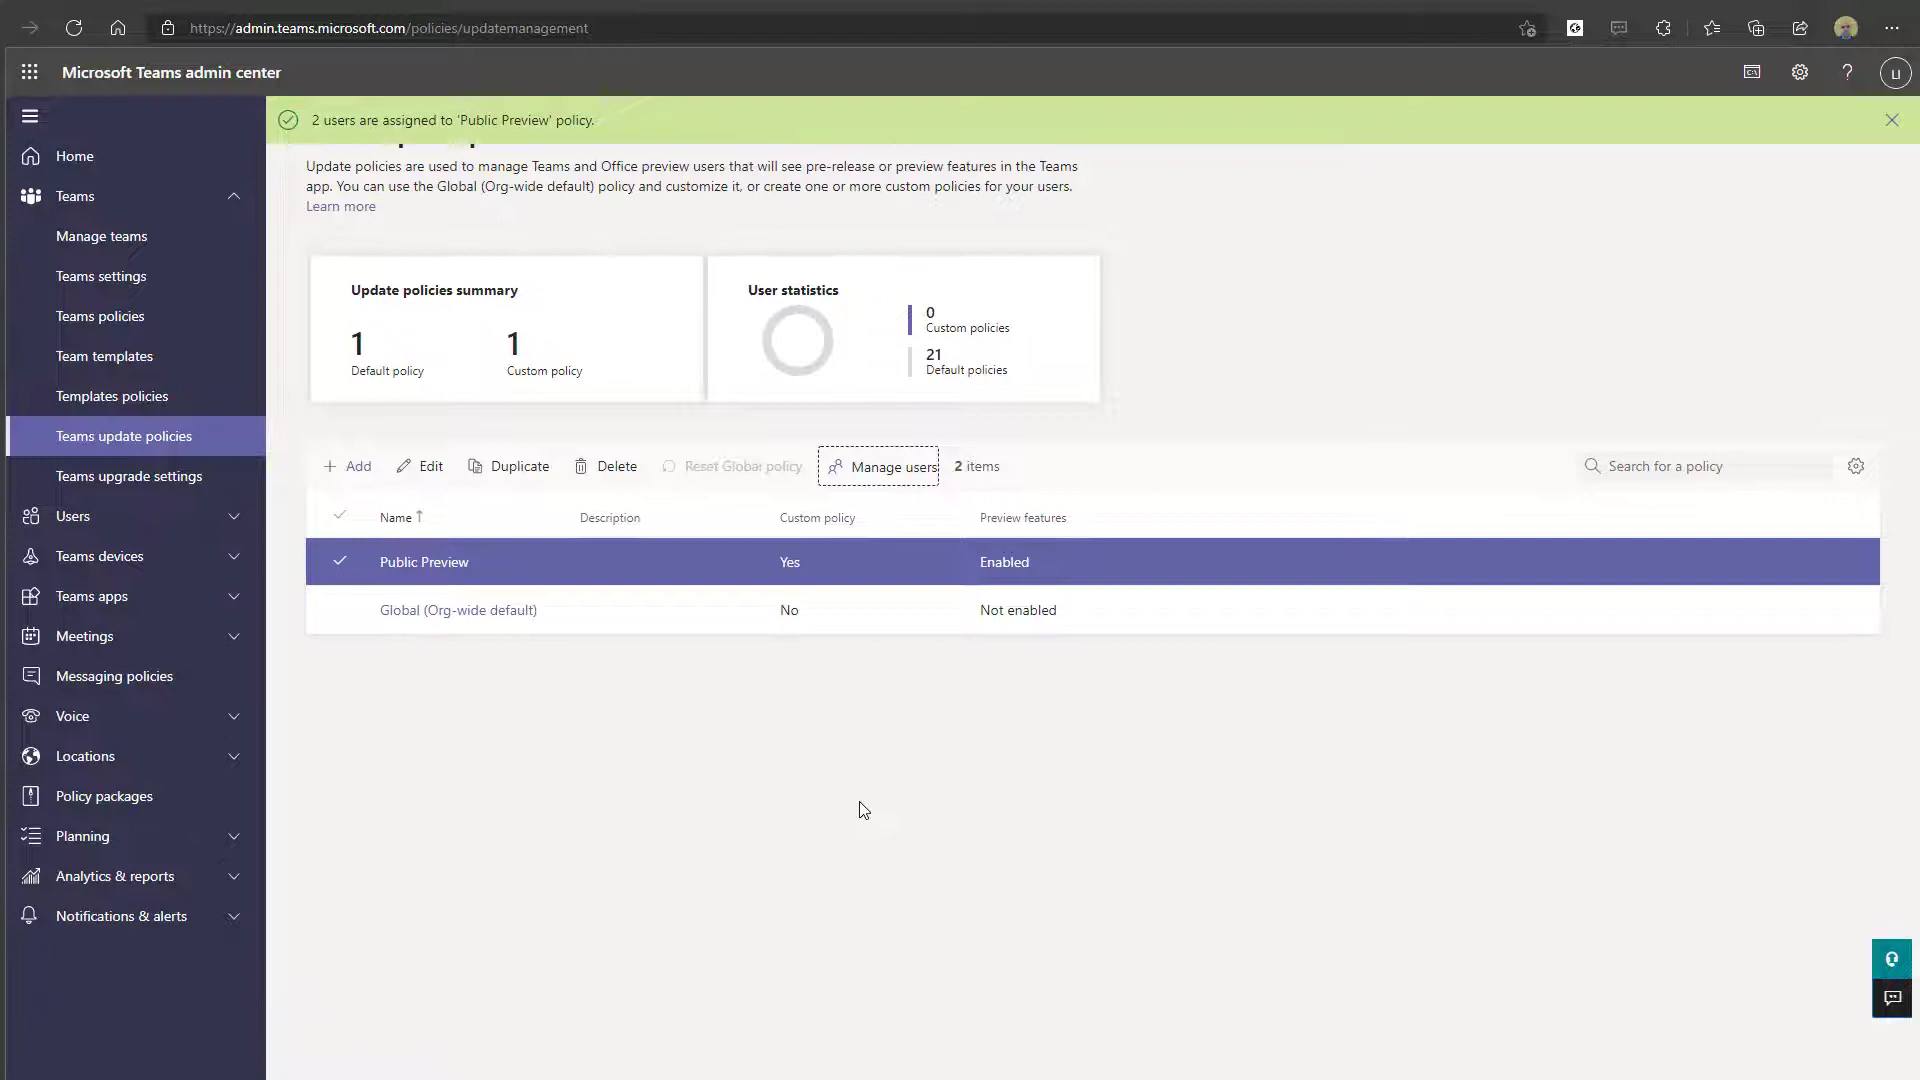 https://admin.teams.microsoft.com/policies/updatemanagement
Microsoft Teams admin center
2 users are assigned to 'Public Preview' policy.
Update policies are used to manage Teams and Office preview users that will see pre-release or preview features in the Teams
app. You can use the Global (Org-wide default) policy and customize it, or create one or more custom policies for your users.
Learn more
Home
Teams
Manage teams
Teams settings
Teams policies
Team templates
Templates policies
Teams update policies
Teams upgrade settings
Users
Teams devices
Teams apps
Meetings
Messaging policies
Voice
Locations
Policy packages
Planning
Analytics & reports
Notifications & alerts
Update policies summary
1
Default policy
1
Custom policy
User statistics
0
Custom policies
21
Default policies
Add Edit Duplicate Delete Reset Global policy Manage users 2 items Search for a policy
Name Description Custom policy Preview features
Public Preview Yes Enabled
Global (Org-wide default) No Not enabled